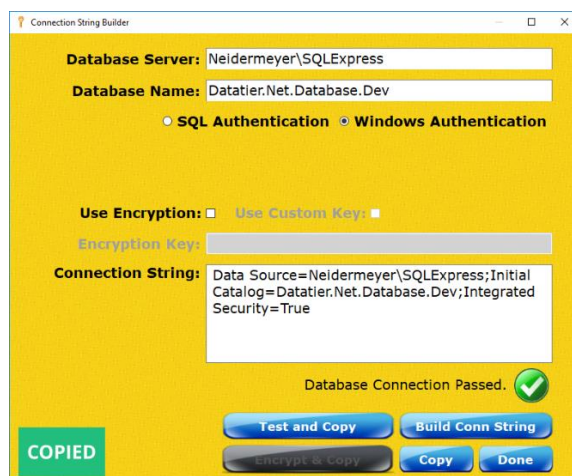 Connection String Builder
Database Server: Neidermeyer\SQLExpress
Database Name: Datatier.Net.Database.Dev
SQL Authentication Windows Authentication
Use Encryption: Use Custom Key:
Encryption Key:
Connection String: Data Source=Neidermeyer\SQLExpress;Initial
Catalog=Datatier.Net.Database.Dev;Integrated
Security=True
Database Connection Passed.
Test and Copy Build Conn String
COPIED Encrypt & Copy Copy Done